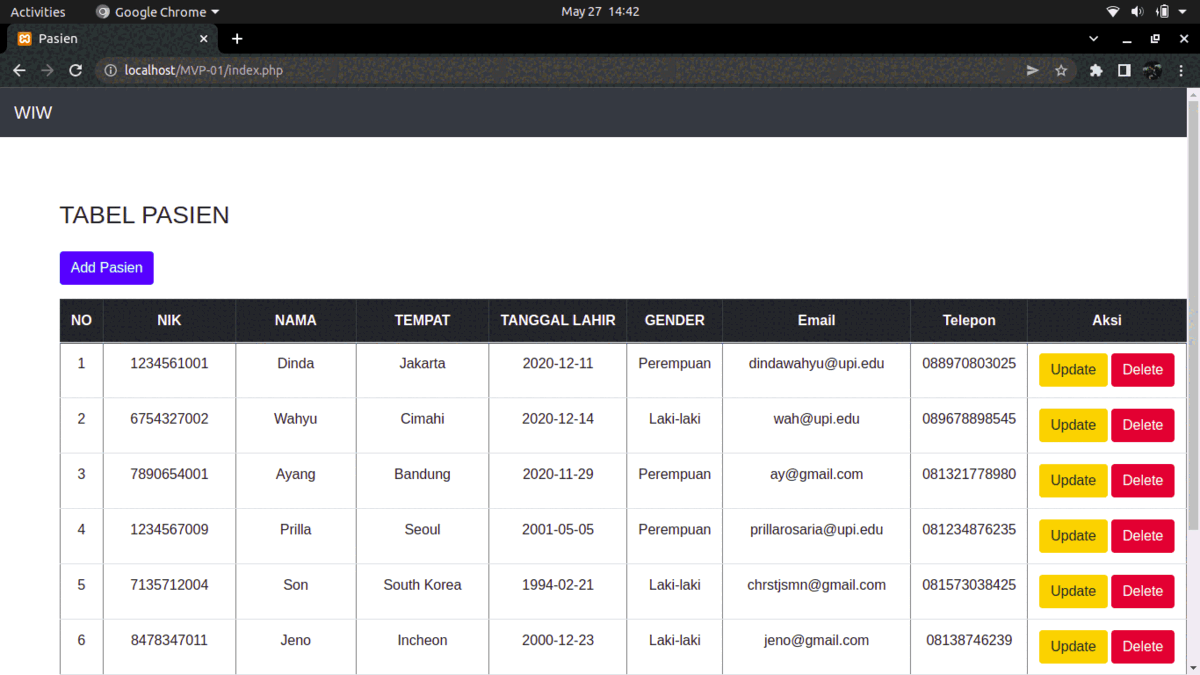 Activities Google Chrome May 27 14:42
Pasien
localhost/MVP-01/index.php
WIW
TABEL PASIEN
Add Pasien
NO NIK NAMA TEMPAT TANGGAL LAHIR GENDER Email Telepon Aksi
1 1234561001 Dinda Jakarta 2020-12-11 Perempuan dindawahyu@upi.edu 088970803025 Update Delete
2 6754327002 Wahyu Cimahi 2020-12-14 Laki-laki wah@upi.edu 089678898545 Update Delete
3 7890654001 Ayang Bandung 2020-11-29 Perempuan ay@gmail.com 081321778980 Update Delete
4 1234567009 Prilla Seoul 2001-05-05 Perempuan prillarosaria@upi.edu 081234876235 Update Delete
5 7135712004 Son South Korea 1994-02-21 Laki-laki chrstjsmn@gmail.com 081573038425 Update Delete
6 8478347011 Jeno Incheon 2000-12-23 Laki-laki jeno@gmail.com 08138746239 Update Delete